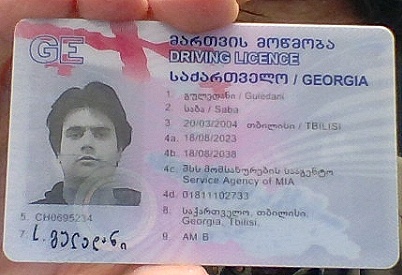 GE
მართვის მოწმობა
DRIVING LICENCE
საქართველო / GEORGIA
1. გულედანი / Guledani
2. საბა / Saba
3. 20/03/2004 თბილისი / TBILISI
4a. 18/08/2023
4b. 18/08/2038
4c. შსს მომსახურების სააგენტო
Service Agency of MIA
4d. 01811102733
5. CH0695234
8. საქართველო, თბილისი.
Georgia, Tbilisi.
7. ს. გულედანი
9. AM B